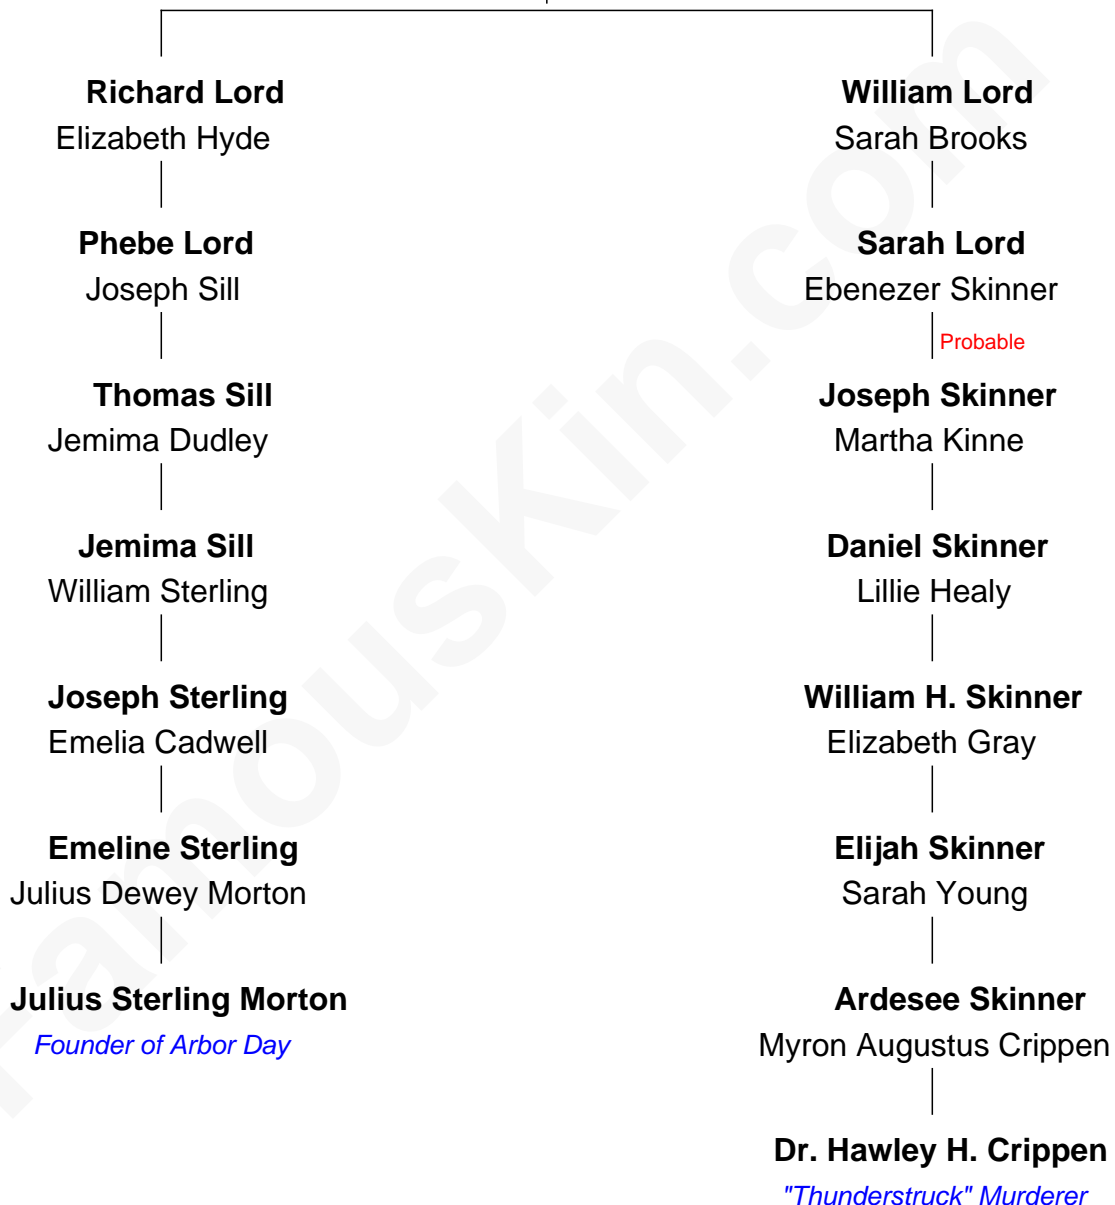 Richard Lord
Elizabeth Hyde
Phebe Lord
Joseph Sill
Thomas Sill
Jemima Dudley
Jemima Sill
William Sterling
Joseph Sterling
Emelia Cadwell
Emeline Sterling
Julius Dewey Morton
Julius Sterling Morton
Founder of Arbor Day
William Lord
Sarah Brooks
Sarah Lord
Ebenezer Skinner
Probable
Joseph Skinner
Martha Kinne
Daniel Skinner
Lillie Healy
William H. Skinner
Elizabeth Gray
Elijah Skinner
Sarah Young
Ardesee Skinner
Myron Augustus Crippen
Dr. Hawley H. Crippen
"Thunderstruck" Murderer
FamousKin.com